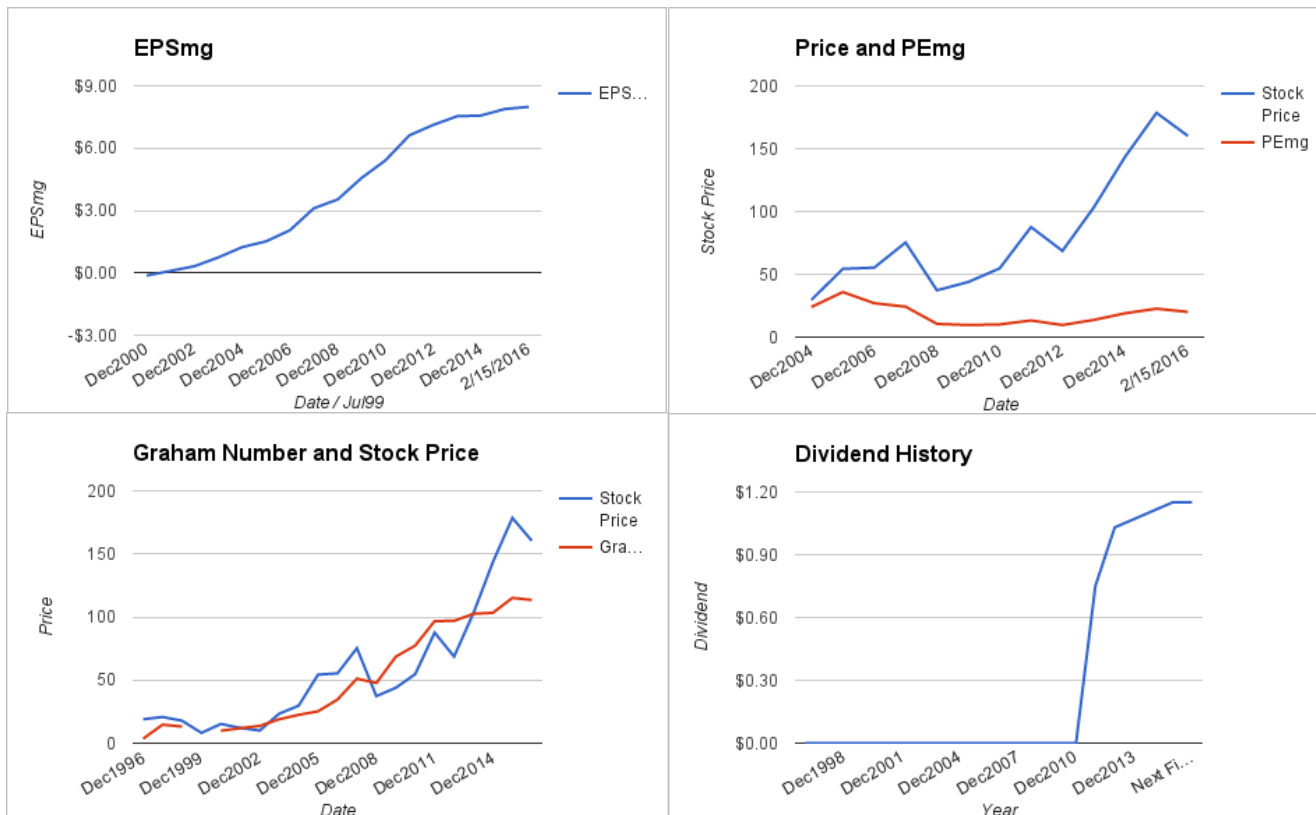 EPSmg
$9.00
$6.00
$3.00
$0.00
-$3.00
EPSmg
Dec2000
Dec2002
Dec2004
Dec2006
Dec2008
Dec2010
Dec2012
Dec2014
2/15/2016
Date / Jul99
EPS...
Price and PEmg
200
150
100
50
0
Stock Price
Dec2004
Dec2006
Dec2008
Dec2010
Dec2012
Dec2014
2/15/2016
Date
Stock
Price
PEmg
Graham Number and Stock Price
200
150
100
50
0
Price
Dec1996
Dec1999
Dec2002
Dec2005
Dec2008
Dec2011
Dec2014
Date
Stock
Price
Gra...
Dividend History
$1.20
$0.90
$0.60
$0.30
$0.00
Dividend
Dec1998
Dec2001
Dec2004
Dec2007
Dec2010
Dec2013
Next Fi...
Year